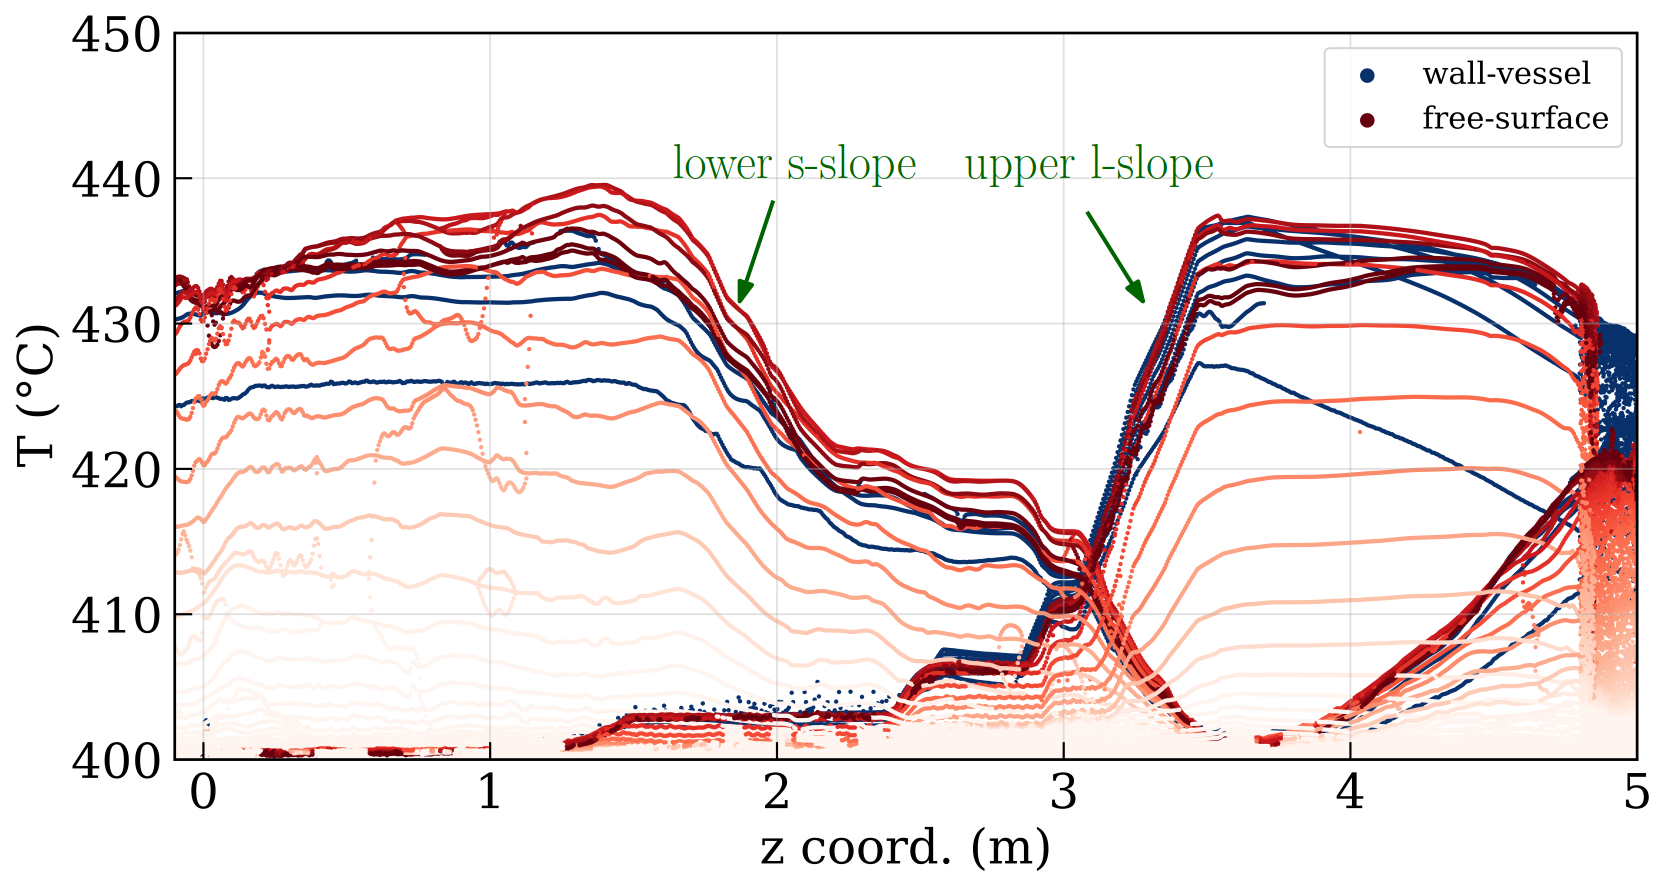 450
440
430
420
410
400
T (°C)
wall-vessel
free-surface
lower s-slope
upper l-slope
0 1 2 3 4 5
z coord. (m)